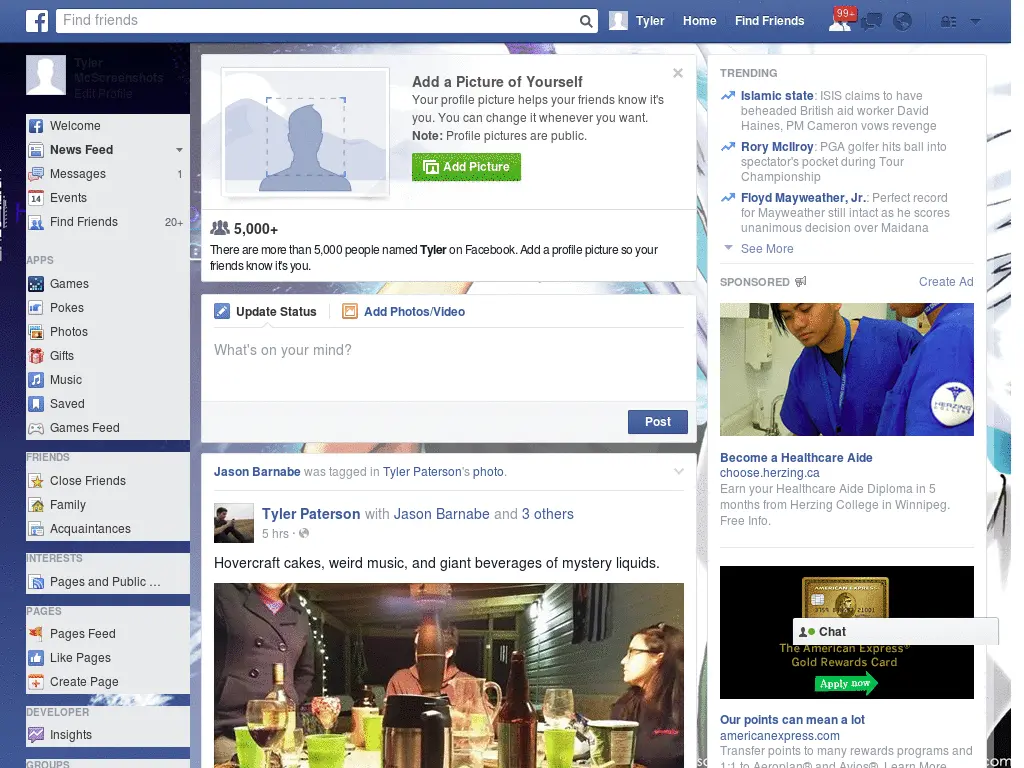 Find friends
Tyler
Home
Find Friends
99+
Tyler
McScreenshots
Edit Profile
Welcome
News Feed
Messages 1
14 Events
Find Friends 20+
APPS
Games
Pokes
Photos
Gifts
Music
Saved
Games Feed
FRIENDS
Close Friends
Family
Acquaintances
INTERESTS
Pages and Public ...
PAGES
Pages Feed
Like Pages
Create Page
DEVELOPER
Insights
GROUPS
Add a Picture of Yourself
Your profile picture helps your friends know it's
you. You can change it whenever you want.
Note: Profile pictures are public.
Add Picture
5,000+
There are more than 5,000 people named Tyler on Facebook. Add a profile picture so your
friends know it's you.
Update Status
Add Photos/Video
What's on your mind?
Post
Jason Barnabe was tagged in Tyler Paterson's photo.
Tyler Paterson with Jason Barnabe and 3 others
5 hrs ·
Hovercraft cakes, weird music, and giant beverages of mystery liquids.
TRENDING
Islamic state: ISIS claims to have
beheaded British aid worker David
Haines, PM Cameron vows revenge
Rory McIlroy: PGA golfer hits ball into
spectator's pocket during Tour
Championship
Floyd Mayweather, Jr.: Perfect record
for Mayweather still intact as he scores
unanimous decision over Maidana
See More
SPONSORED
Create Ad
HERZING
COLLEGE
Become a Healthcare Aide
choose.herzing.ca
Earn your Healthcare Aide Diploma in 5
months from Herzing College in Winnipeg.
Free Info.
AMERICAN EXPRESS
Chat
The American Express®
Gold Rewards Card
Apply now
Our points can mean a lot
americanexpress.com
Transfer points to many rewards programs and
1:1 to Aeroplan® and Avios®. Learn More
com